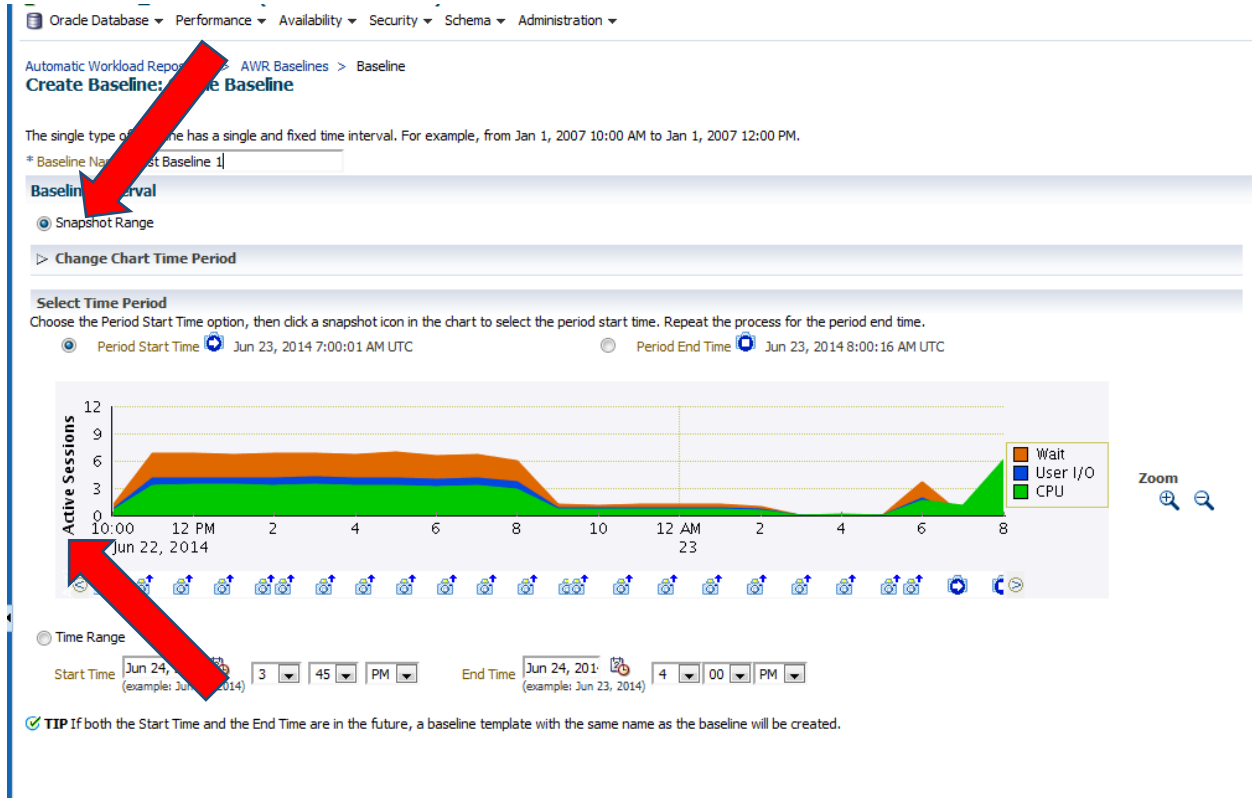 Oracle Database Performance Availability Security Schema Administration
Automatic Workload Repo > AWR Baselines > Baseline
Create Baseline: Baseline
The single type of has a single and fixed time interval. For example, from Jan 1, 2007 10:00 AM to Jan 1, 2007 12:00 PM.
* Baseline Baseline 1
Baselin
Snapshot Range
Change Chart Time Period
Select Time Period
Choose the Period Start Time option, then click a snapshot icon in the chart to select the period start time. Repeat the process for the period end time.
Period Start Time Jun 23, 2014 7:00:01 AM UTC Period End Time Jun 23, 2014 8:00:16 AM UTC
Active Sessions
12
9
6
3
0
10:00 12 PM 2 4 6 8 10 12 AM 2 4 6 8
Jun 22, 2014 23
Wait
User I/O
CPU
Zoom
Time Range
Start Time Jun 24, 3 45 PM End Time Jun 24, 201 4 00 PM
(example: Jun 2014) (example: Jun 23, 2014)
TIP If both the Start Time and the End Time are in the future, a baseline template with the same name as the baseline will be created.